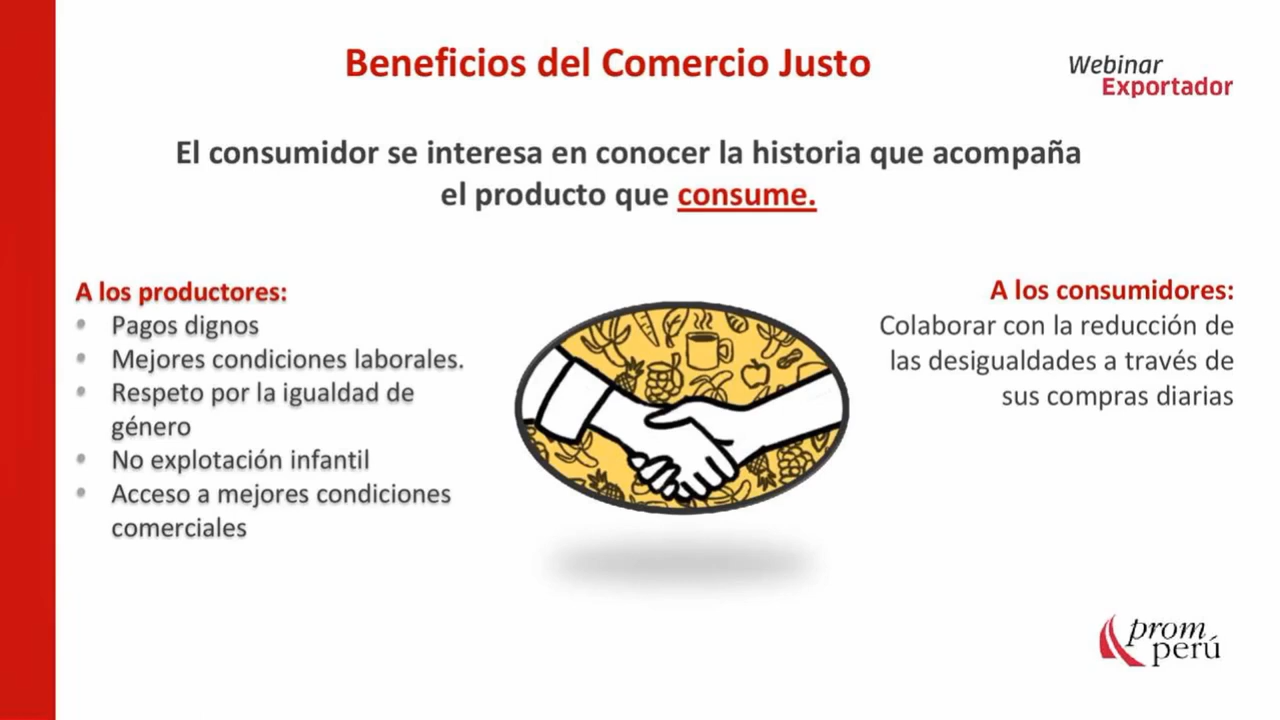 Beneficios del Comercio Justo
Webinar
Exportador
El consumidor se interesa en conocer la historia que acompaña
el producto que consume.
A los productores:
• Pagos dignos
• Mejores condiciones laborales.
• Respeto por la igualdad de
género
• No explotación infantil
• Acceso a mejores condiciones
comerciales
A los consumidores:
Colaborar con la reducción de
las desigualdades a través de
sus compras diarias
prom
perú